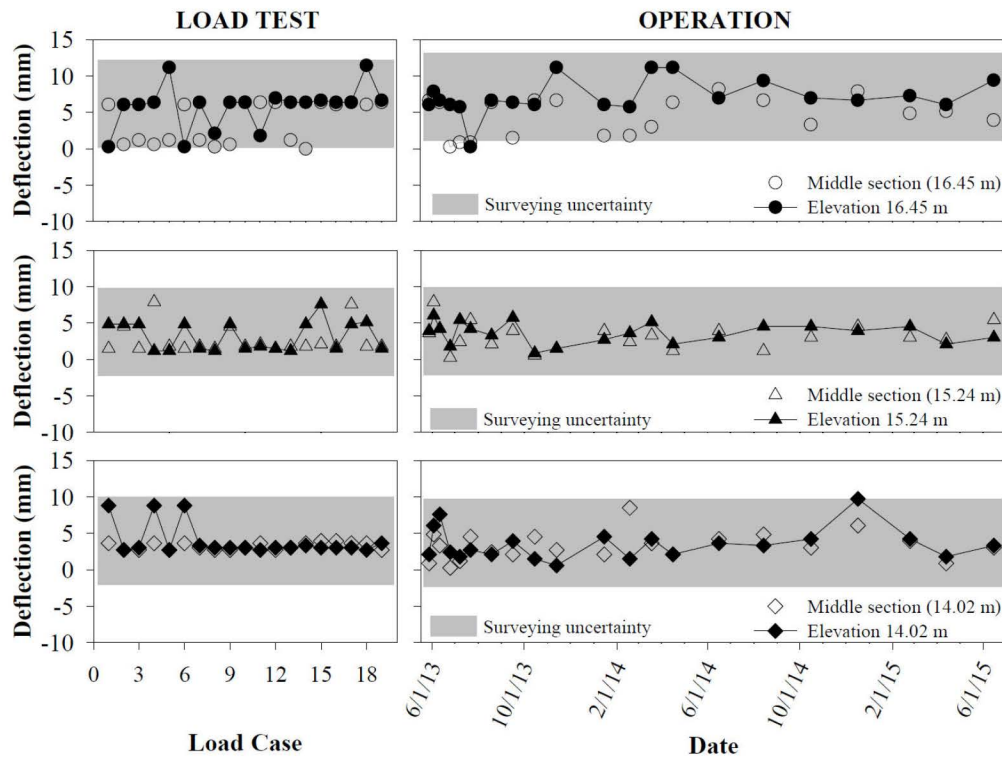 LOAD TEST
OPERATION
Deflection (mm)
15
10
5
0
-5
-10
Surveying uncertainty
Middle section (16.45 m)
Elevation 16.45 m
Deflection (mm)
15
10
5
0
-5
-10
Surveying uncertainty
Middle section (15.24 m)
Elevation 15.24 m
Deflection (mm)
15
10
5
0
-5
-10
Surveying uncertainty
Middle section (14.02 m)
Elevation 14.02 m
0 3 6 9 12 15 18
6/1/13 10/1/13 2/1/14 6/1/14 10/1/14 2/1/15 6/1/15
Load Case
Date